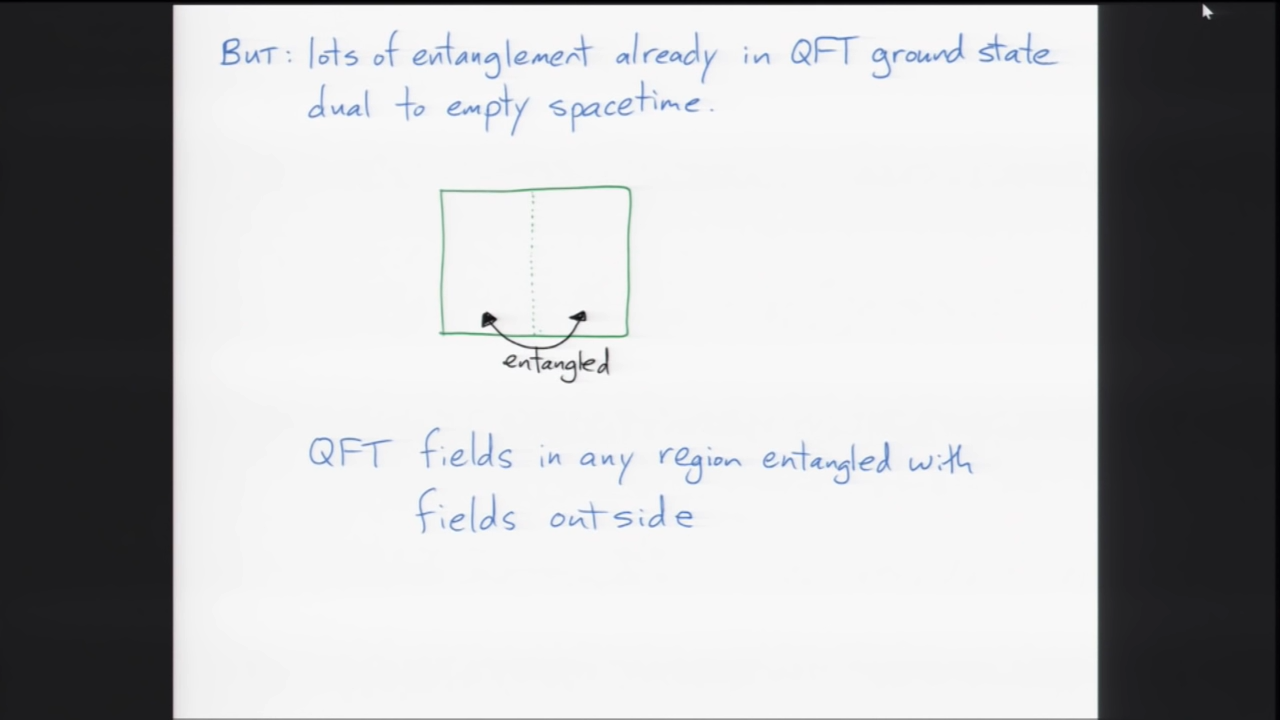 BUT: lots of entanglement already in QFT ground state
dual to empty spacetime.
entangled
QFT fields in any region entangled with
fields outside